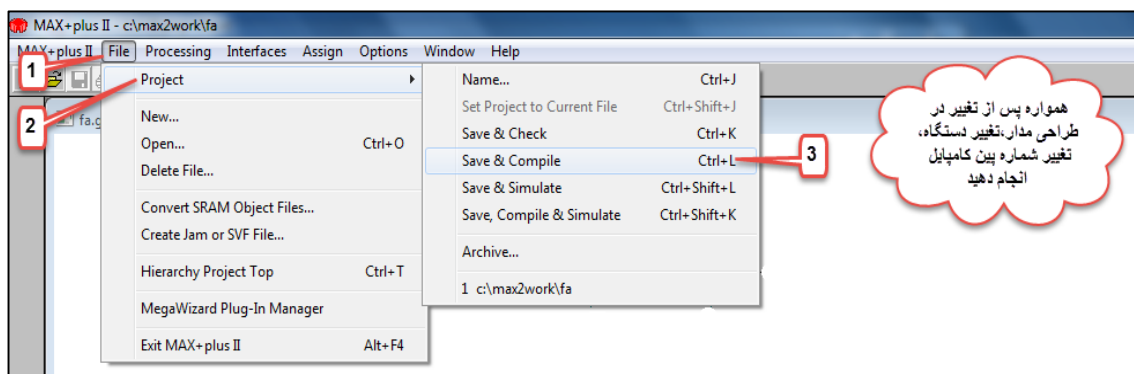 MAX+plus II - c:\max2work\fa
MAX+plus II File Processing Interfaces Assign Options Window Help
1
2
3
fa.g
Project
New...
Open... Ctrl+O
Delete File...
Convert SRAM Object Files...
Create Jam or SVF File...
Hierarchy Project Top Ctrl+T
MegaWizard Plug-In Manager
Exit MAX+plus II Alt+F4
Name... Ctrl+J
Set Project to Current File Ctrl+Shift+J
Save & Check Ctrl+K
Save & Compile Ctrl+L
Save & Simulate Ctrl+Shift+L
Save, Compile & Simulate Ctrl+Shift+K
Archive...
1 c:\max2work\fa
همواره پس از تغییر در
طراحی مدار،تغییر دستگاه،
تغییر شماره پین کامپایل
انجام دهید